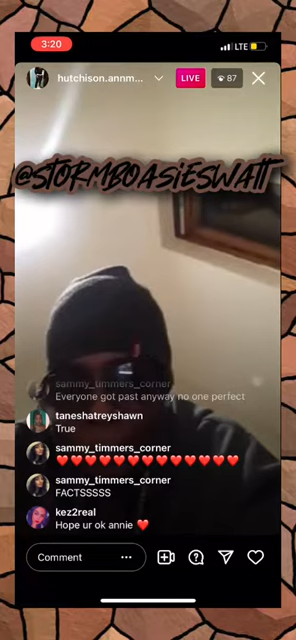 3:20
LTE
hutchison.annm...
LIVE
87
@STORMBOASIESWATT
sammy_timmers_corner
Everyone got past anyway no one perfect
taneshatreyshawn
True
sammy_timmers_corner
❤️❤️❤️❤️❤️❤️❤️❤️❤️❤️❤️❤️❤️
sammy_timmers_corner
FACTSSSSS
kez2real
Hope ur ok annie ❤️
Comment